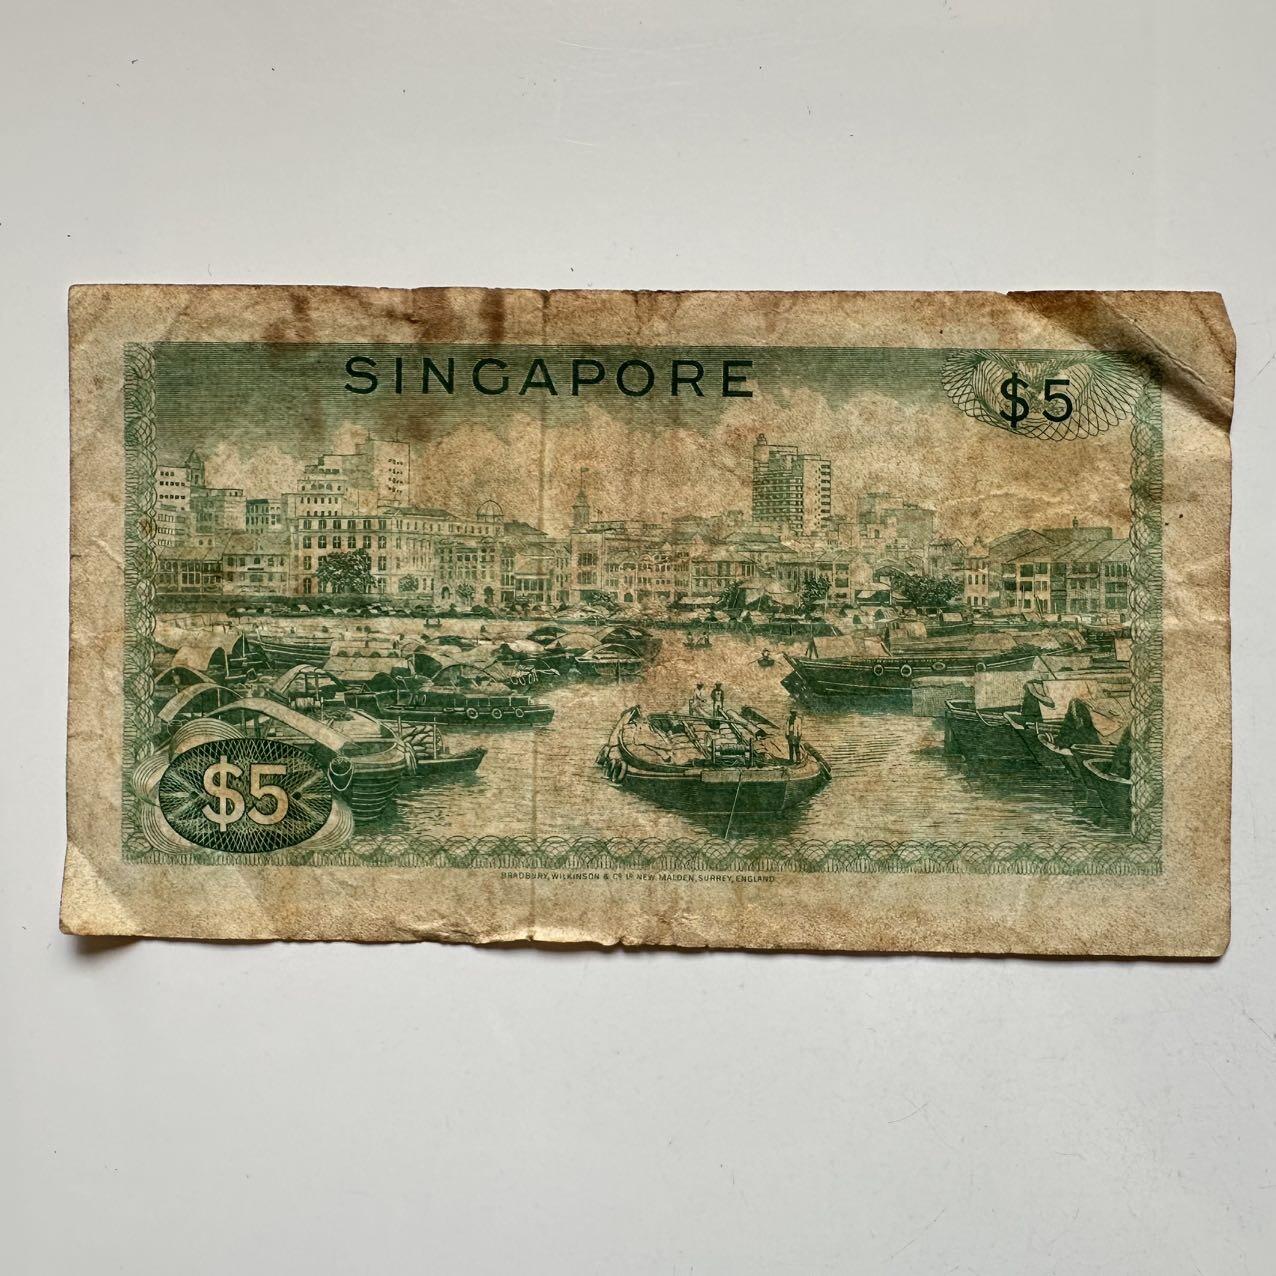 SINGAPORE
$5
$5
BRADBURY, WILKINSON & Cº Lᴰ NEW MALDEN, SURREY, ENGLAND